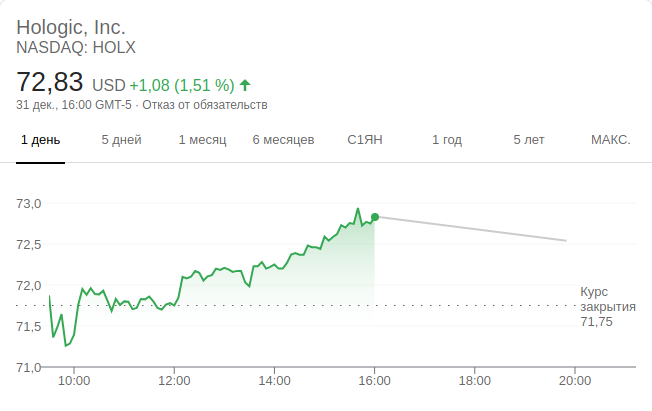 Hologic, Inc.
NASDAQ: HOLX
72,83 USD +1,08 (1,51 %)
31 дек., 16:00 GMT-5 · Отказ от обязательств
1 день 5 дней 1 месяц 6 месяцев С1ЯН 1 год 5 лет МАКС.
73,0
72,5
72,0
Курс
закрытия
71,75
71,5
71,0
10:00 12:00 14:00 16:00 18:00 20:00